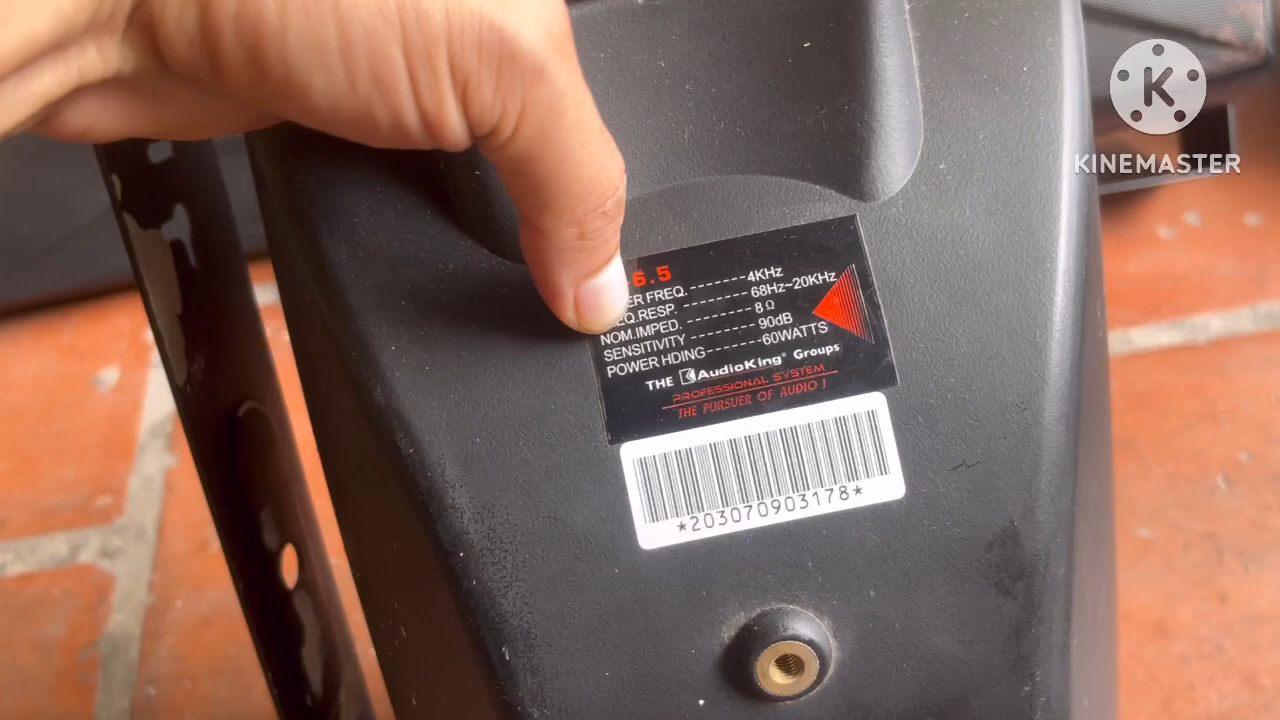 K
KINEMASTER
-6.5
ER FREQ. -------- 4KHz
EQ.RESP. --------- 68Hz~20KHz
NOM.IMPED. --------- 8Ω
SENSITIVITY --------- 90dB
POWER HDING -------- 60WATTS
THE AudioKing® Groups
PROFESSIONAL SYSTEM
THE PURSUER OF AUDIO !
*203070903178*